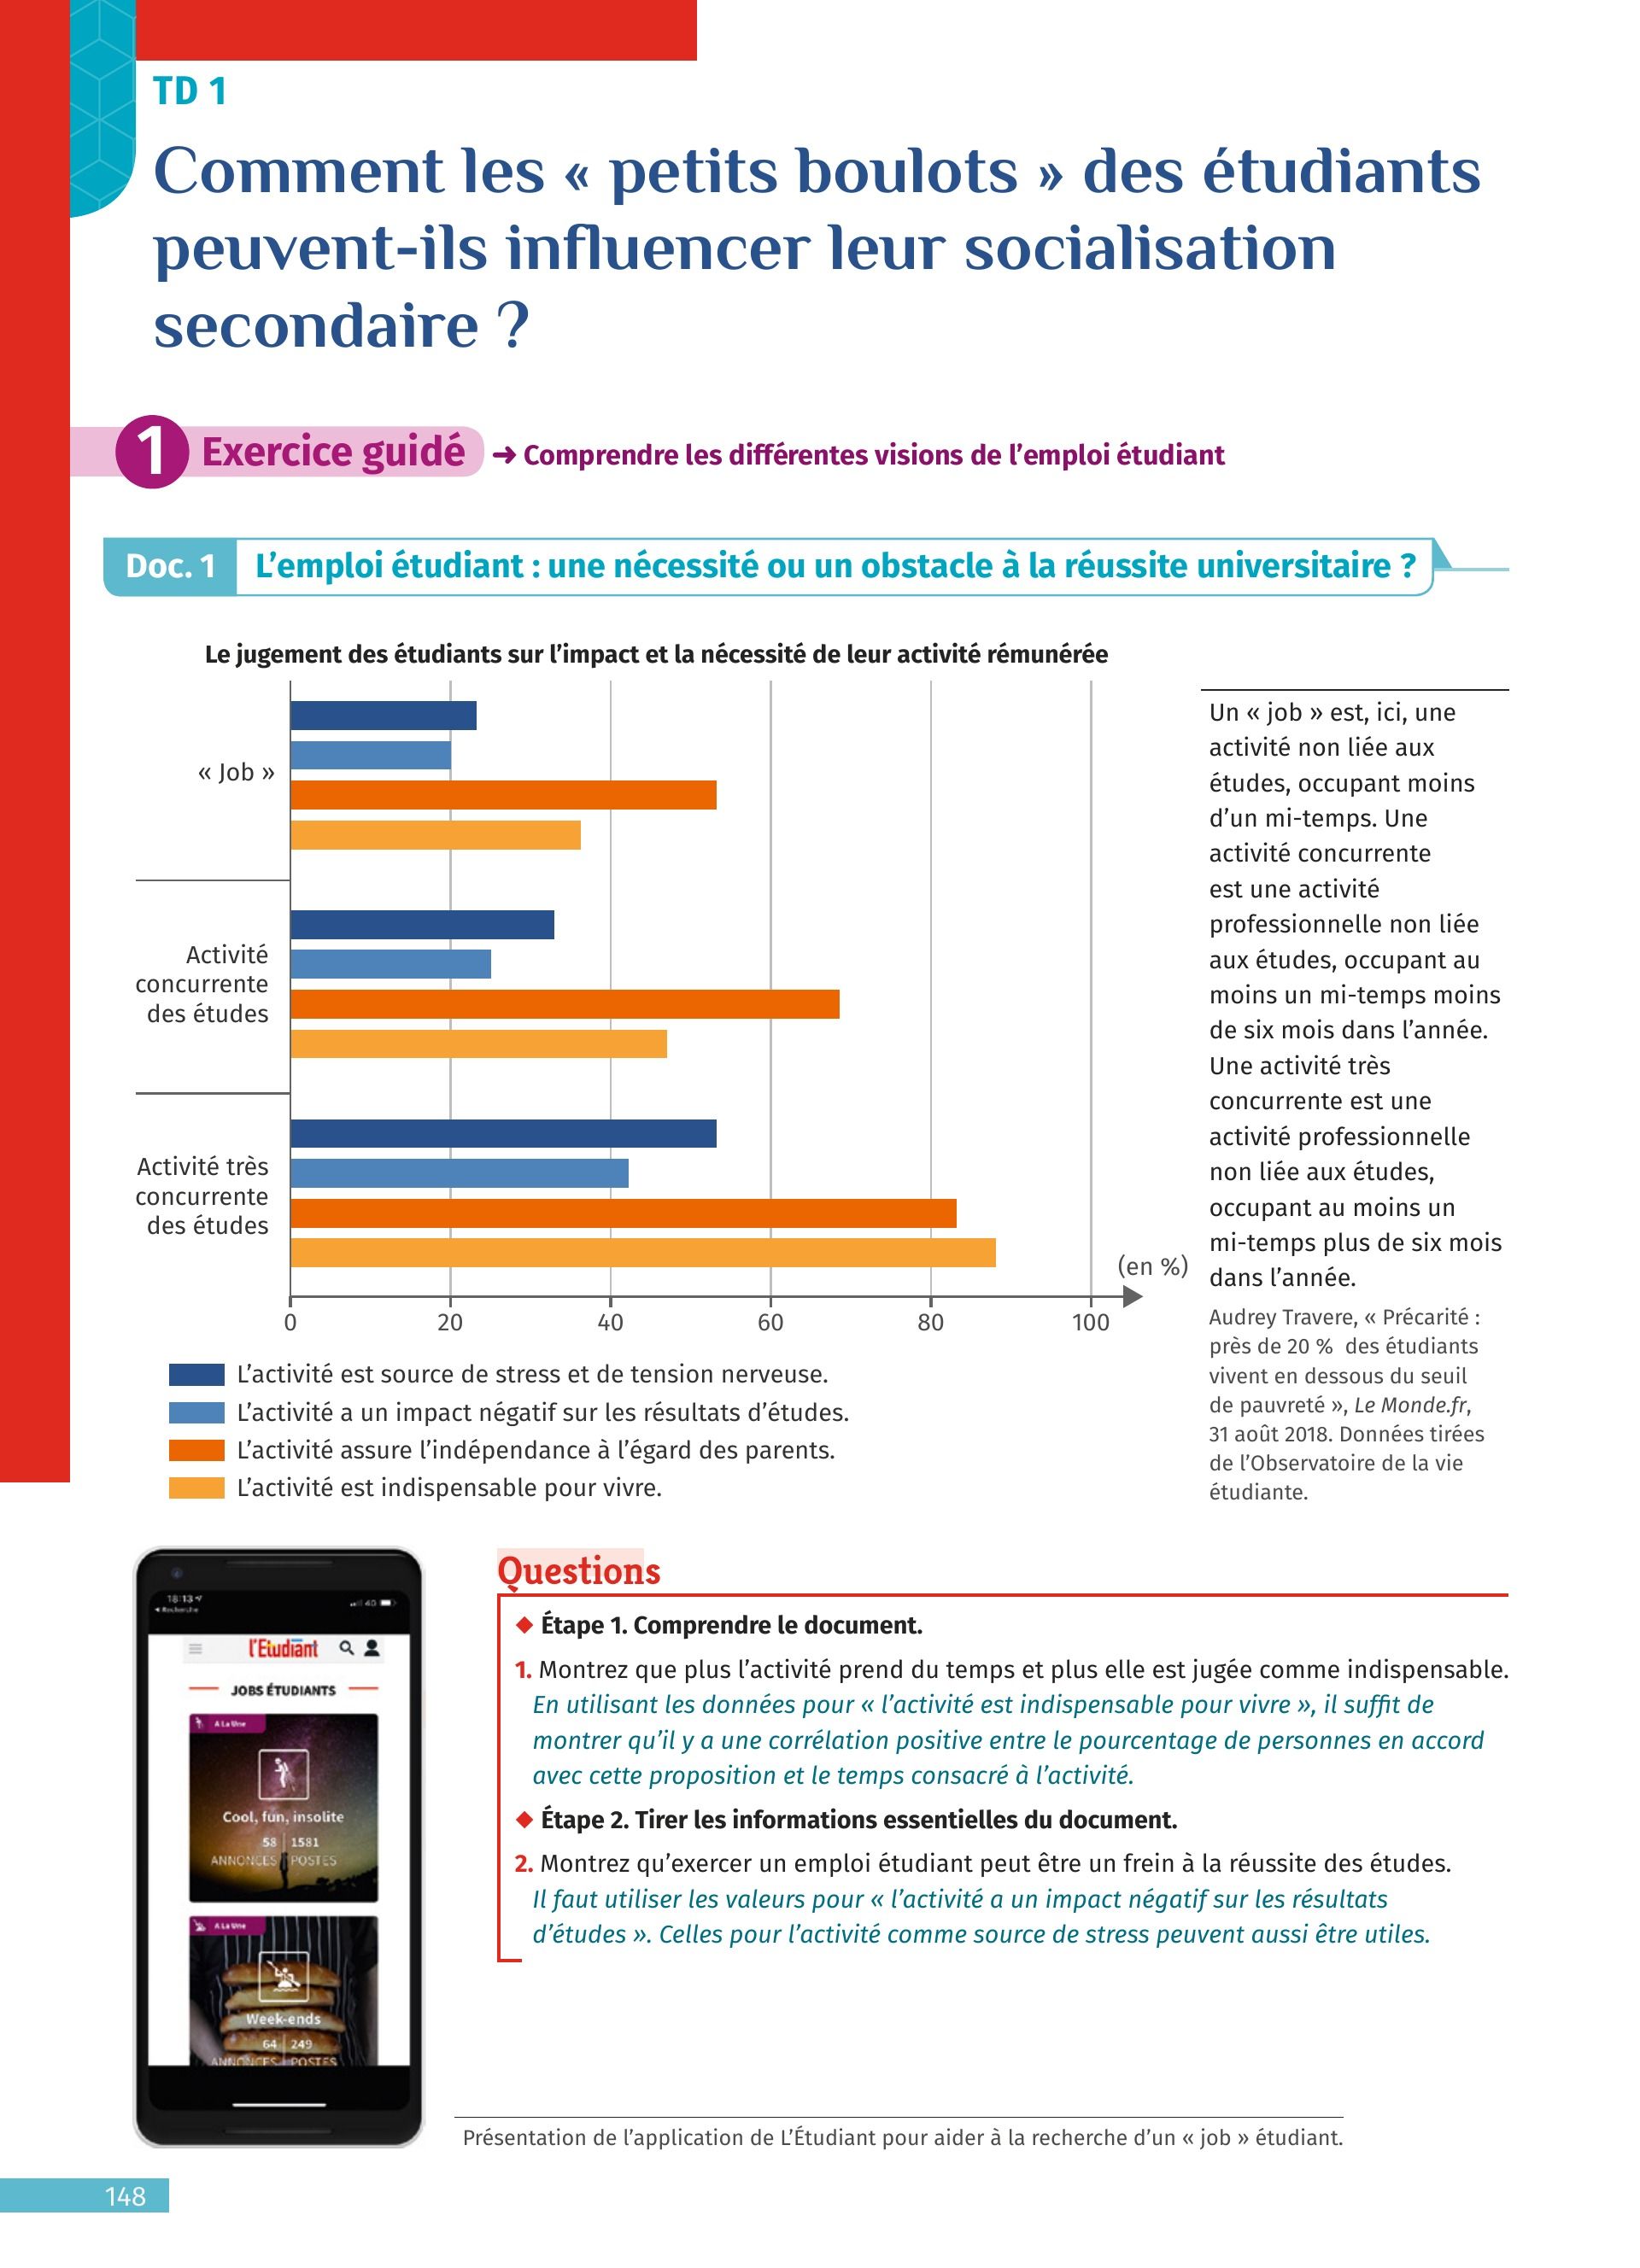 TD 1
Comment les « petits boulots » des étudiants
peuvent-ils influencer leur socialisation
secondaire ?
1 Exercice guidé ➜ Comprendre les différentes visions de l’emploi étudiant
Doc. 1 L’emploi étudiant : une nécessité ou un obstacle à la réussite universitaire ?
Le jugement des étudiants sur l’impact et la nécessité de leur activité rémunérée
« Job »
Activité
concurrente
des études
Activité très
concurrente
des études
(en %)
0 20 40 60 80 100
L’activité est source de stress et de tension nerveuse.
L’activité a un impact négatif sur les résultats d’études.
L’activité assure l’indépendance à l’égard des parents.
L’activité est indispensable pour vivre.
Un « job » est, ici, une
activité non liée aux
études, occupant moins
d’un mi-temps. Une
activité concurrente
est une activité
professionnelle non liée
aux études, occupant au
moins un mi-temps moins
de six mois dans l’année.
Une activité très
concurrente est une
activité professionnelle
non liée aux études,
occupant au moins un
mi-temps plus de six mois
dans l’année.
Audrey Travere, « Précarité :
près de 20 % des étudiants
vivent en dessous du seuil
de pauvreté », Le Monde.fr,
31 août 2018. Données tirées
de l’Observatoire de la vie
étudiante.
18:13
Recherche
4G
l’Etudiant
JOBS ÉTUDIANTS
A La Une
Cool, fun, insolite
58 | 1581
ANNONCES | POSTES
A La Une
Week-ends
64 | 249
ANNONCES | POSTES
Questions
◆ Étape 1. Comprendre le document.
1. Montrez que plus l’activité prend du temps et plus elle est jugée comme indispensable.
En utilisant les données pour « l’activité est indispensable pour vivre », il suffit de
montrer qu’il y a une corrélation positive entre le pourcentage de personnes en accord
avec cette proposition et le temps consacré à l’activité.
◆ Étape 2. Tirer les informations essentielles du document.
2. Montrez qu’exercer un emploi étudiant peut être un frein à la réussite des études.
Il faut utiliser les valeurs pour « l’activité a un impact négatif sur les résultats
d’études ». Celles pour l’activité comme source de stress peuvent aussi être utiles.
Présentation de l’application de L’Étudiant pour aider à la recherche d’un « job » étudiant.
148